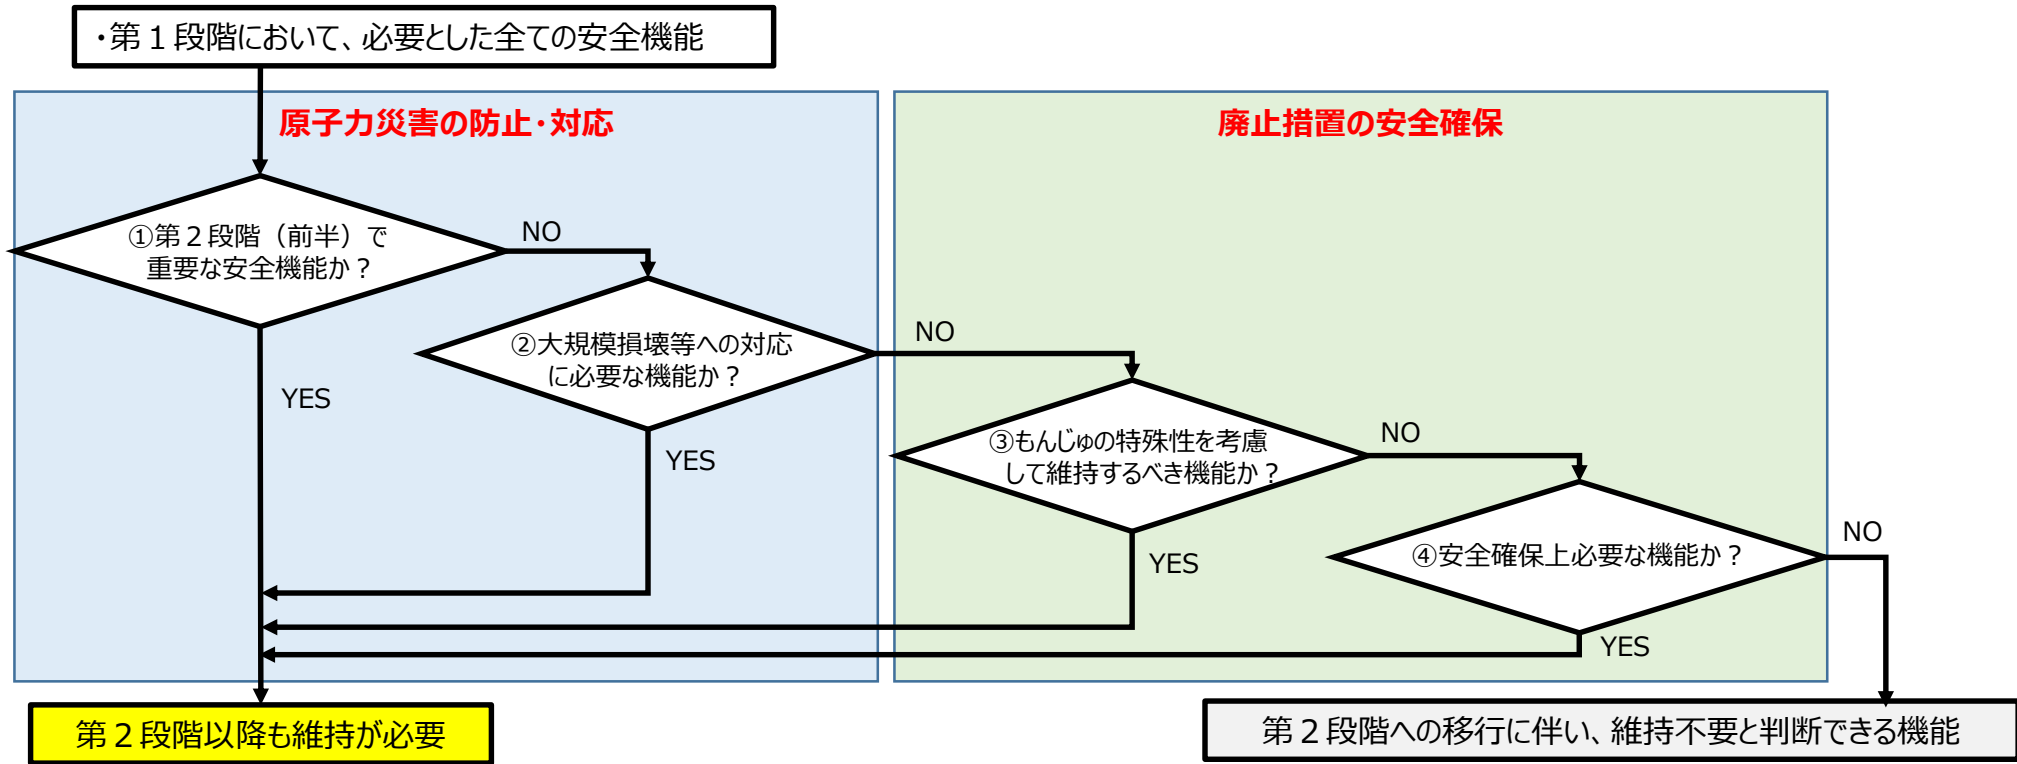 ・第１段階において、必要とした全ての安全機能
原子力災害の防止・対応
廃止措置の安全確保
①第２段階（前半）で
重要な安全機能か？
NO
YES
②大規模損壊等への対応
に必要な機能か？
NO
YES
③もんじゅの特殊性を考慮
して維持するべき機能か？
NO
YES
④安全確保上必要な機能か？
NO
YES
第２段階以降も維持が必要
第２段階への移行に伴い、維持不要と判断できる機能